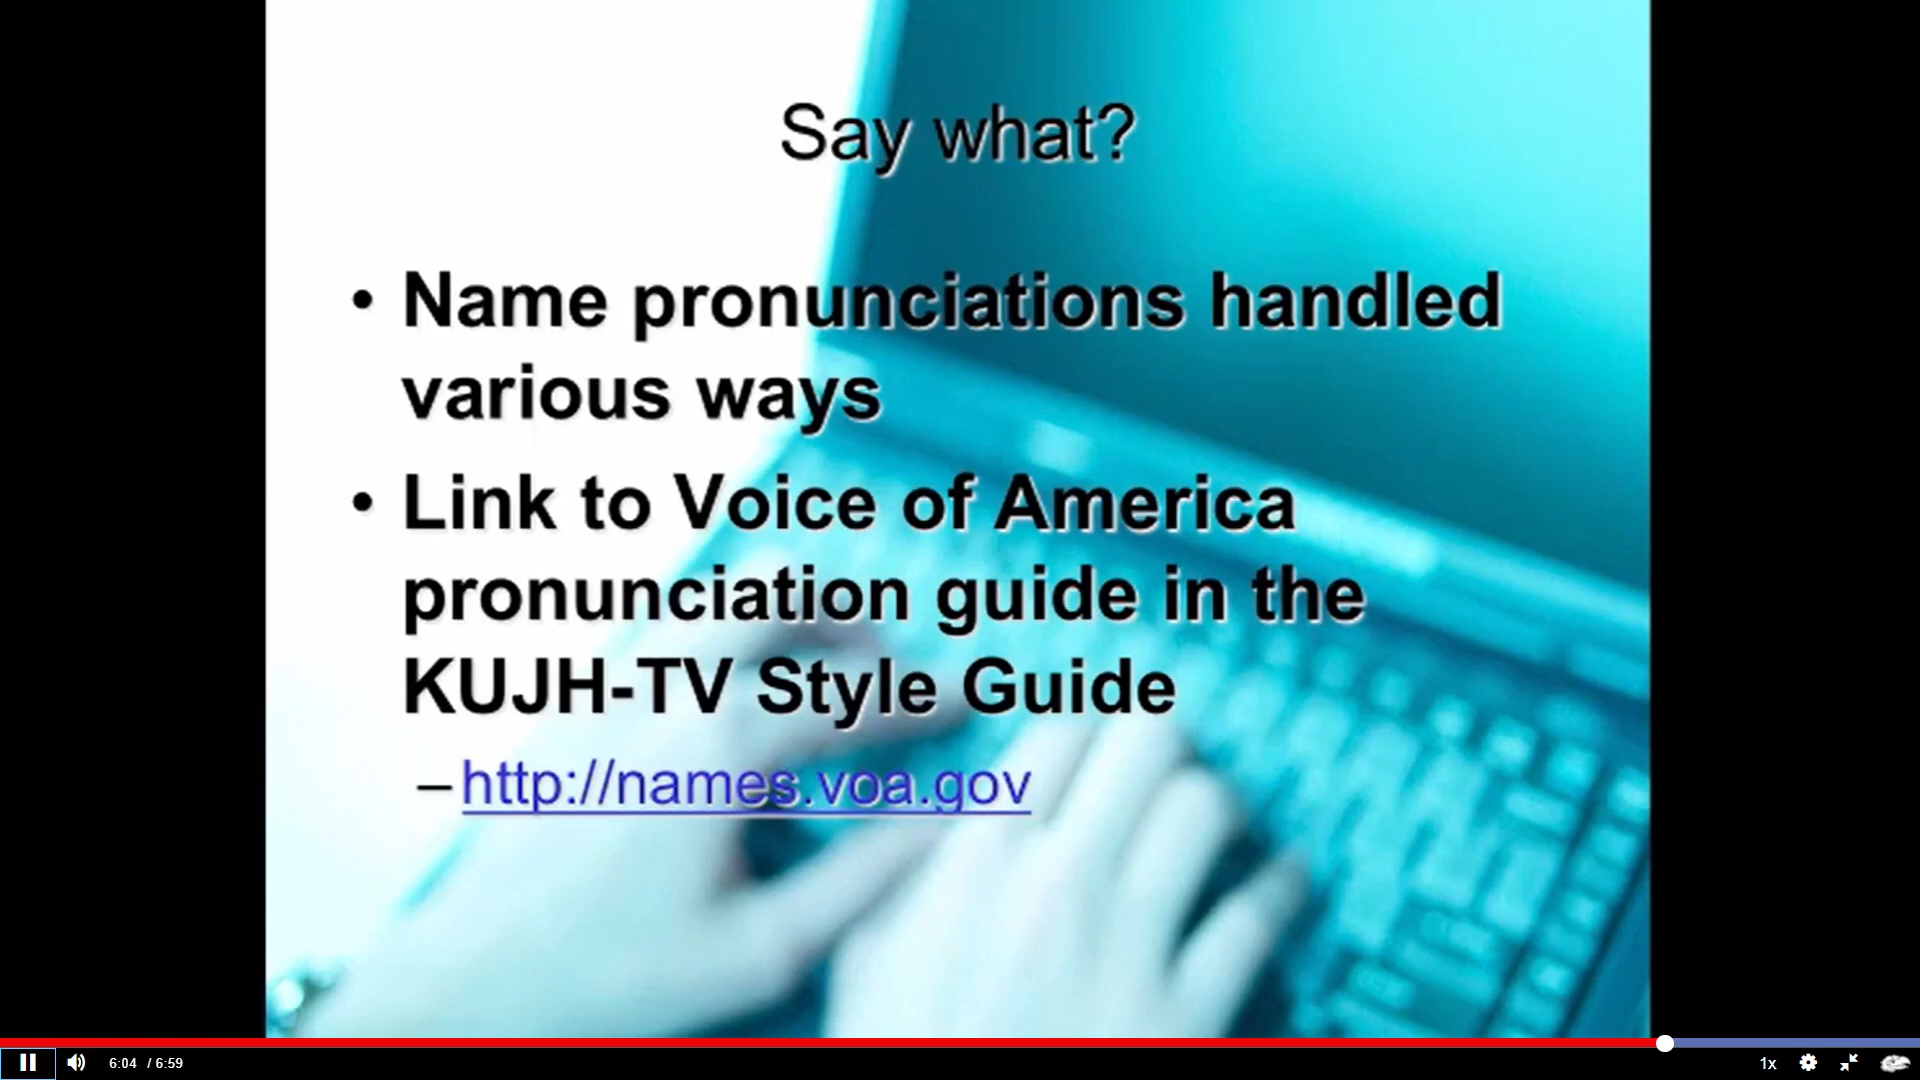 Say what?
• Name pronunciations handled
various ways
• Link to Voice of America
pronunciation guide in the
KUJH-TV Style Guide
– http://names.voa.gov
6:04 / 6:59
1x